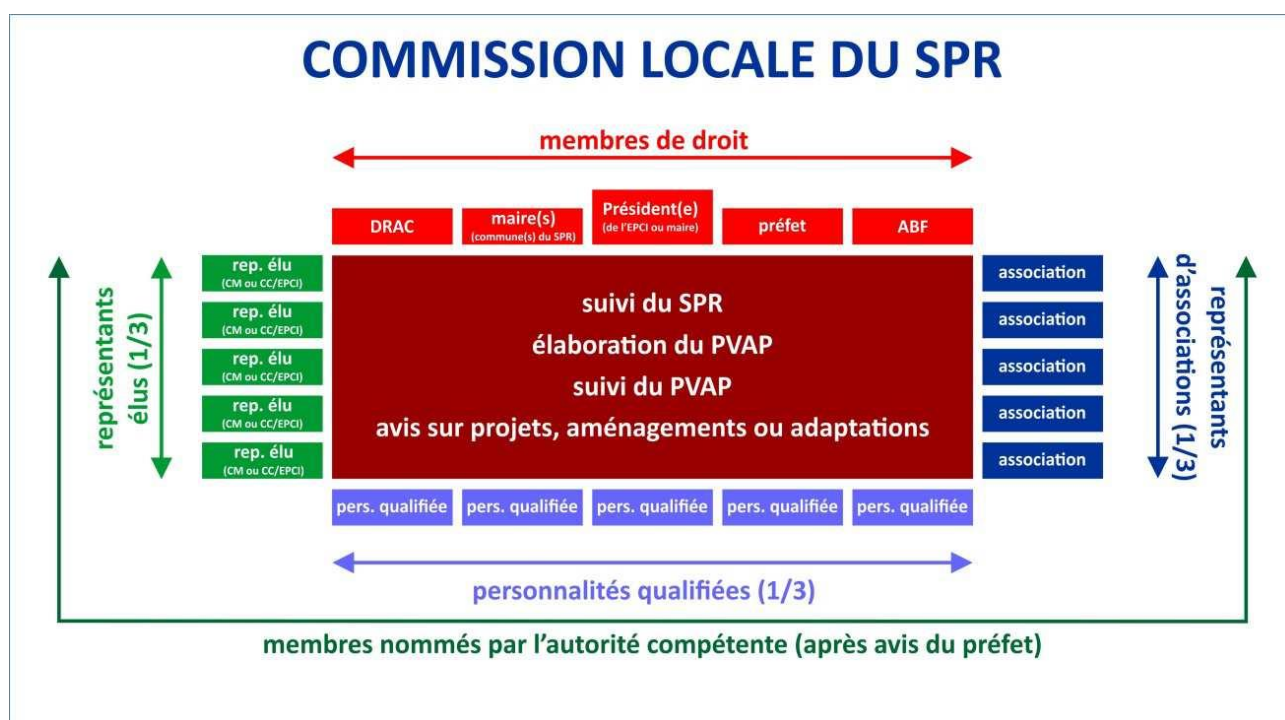 COMMISSION LOCALE DU SPR
membres de droit
DRAC
maire(s)
(commune(s) du SPR)
Président(e)
(de l'EPCI ou maire)
préfet
ABF
représentants
élus (1/3)
rep. élu
(CM ou CC/EPCI)
rep. élu
(CM ou CC/EPCI)
rep. élu
(CM ou CC/EPCI)
rep. élu
(CM ou CC/EPCI)
rep. élu
(CM ou CC/EPCI)
suivi du SPR
élaboration du PVAP
suivi du PVAP
avis sur projets, aménagements ou adaptations
association
association
association
association
association
représentants
d'associations (1/3)
pers. qualifiée
pers. qualifiée
pers. qualifiée
pers. qualifiée
pers. qualifiée
personnalités qualifiées (1/3)
membres nommés par l'autorité compétente (après avis du préfet)